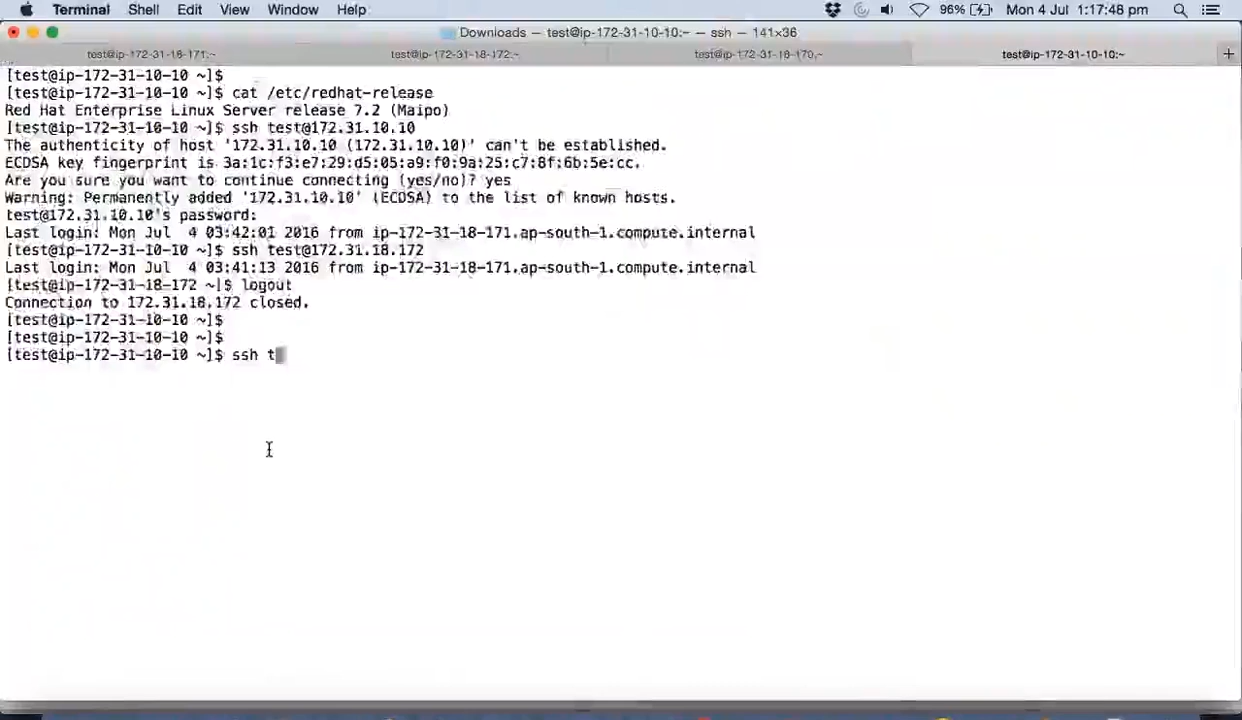 Terminal Shell Edit View Window Help 96% Mon 4 Jul 1:17:48 pm
Downloads — test@ip-172-31-10-10:~ — ssh — 141×36
test@ip-172-31-18-171:~ test@ip-172-31-18-172:~ test@ip-172-31-18-170:~ test@ip-172-31-10-10:~ +
[test@ip-172-31-10-10 ~]$
[test@ip-172-31-10-10 ~]$ cat /etc/redhat-release
Red Hat Enterprise Linux Server release 7.2 (Maipo)
[test@ip-172-31-10-10 ~]$ ssh test@172.31.10.10
The authenticity of host '172.31.10.10 (172.31.10.10)' can't be established.
ECDSA key fingerprint is 3a:1c:f3:e7:29:d5:05:a9:f0:9a:25:c7:8f:6b:5e:cc.
Are you sure you want to continue connecting (yes/no)? yes
Warning: Permanently added '172.31.10.10' (ECDSA) to the list of known hosts.
test@172.31.10.10's password:
Last login: Mon Jul  4 03:42:01 2016 from ip-172-31-18-171.ap-south-1.compute.internal
[test@ip-172-31-10-10 ~]$ ssh test@172.31.18.172
Last login: Mon Jul  4 03:41:13 2016 from ip-172-31-18-171.ap-south-1.compute.internal
[test@ip-172-31-18-172 ~]$ logout
Connection to 172.31.18.172 closed.
[test@ip-172-31-10-10 ~]$
[test@ip-172-31-10-10 ~]$
[test@ip-172-31-10-10 ~]$ ssh t